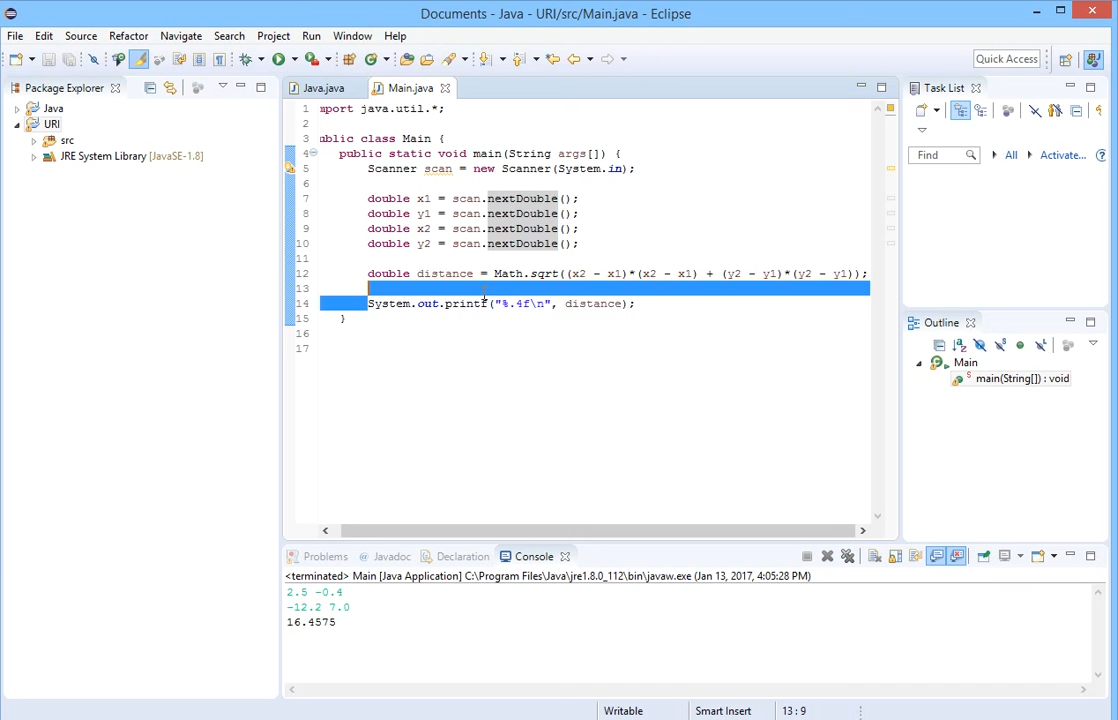 Documents - Java - URI/src/Main.java - Eclipse
File Edit Source Refactor Navigate Search Project Run Window Help
Quick Access
Package Explorer
Java
URI
src
JRE System Library [JavaSE-1.8]
Java.java Main.java
1 mport java.util.*;
2
3 ublic class Main {
4 public static void main(String args[]) {
5 Scanner scan = new Scanner(System.in);
6
7 double x1 = scan.nextDouble();
8 double y1 = scan.nextDouble();
9 double x2 = scan.nextDouble();
10 double y2 = scan.nextDouble();
11
12 double distance = Math.sqrt((x2 - x1)*(x2 - x1) + (y2 - y1)*(y2 - y1));
13
14 System.out.printf("%.4f\n", distance);
15 }
16
17
Task List
Find All Activate...
Outline
Main
main(String[]) : void
Problems Javadoc Declaration Console
<terminated> Main [Java Application] C:\Program Files\Java\jre1.8.0_112\bin\javaw.exe (Jan 13, 2017, 4:05:28 PM)
2.5 -0.4
-12.2 7.0
16.4575
Writable Smart Insert 13 : 9